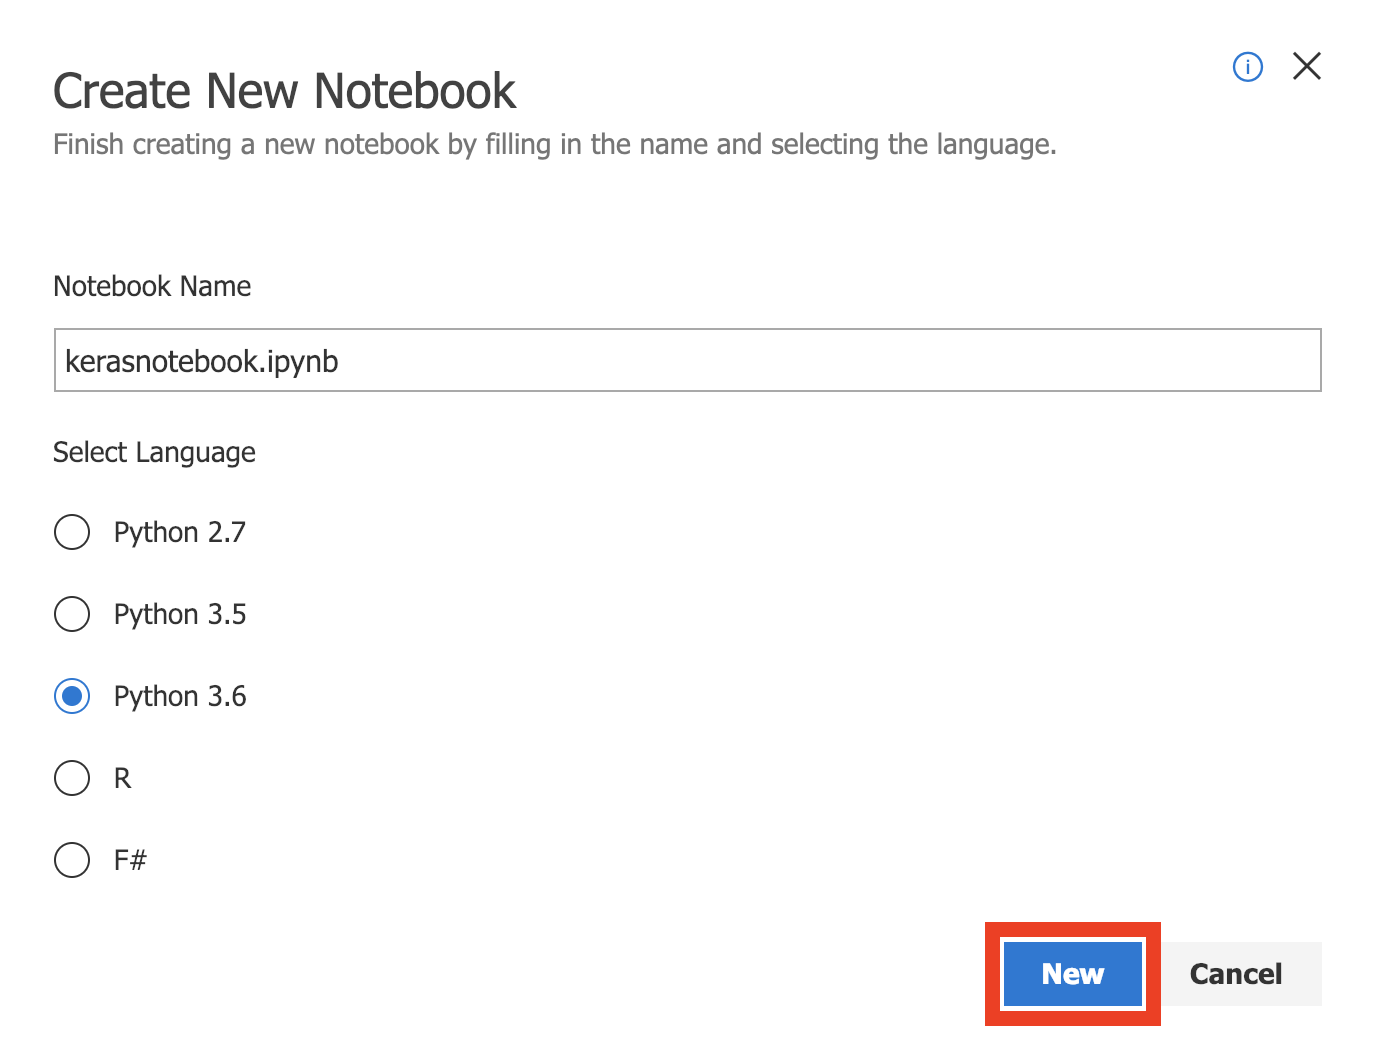 Create New Notebook
Finish creating a new notebook by filling in the name and selecting the language.
Notebook Name
kerasnotebook.ipynb
Select Language
Python 2.7
Python 3.5
Python 3.6
R
F#
New
Cancel